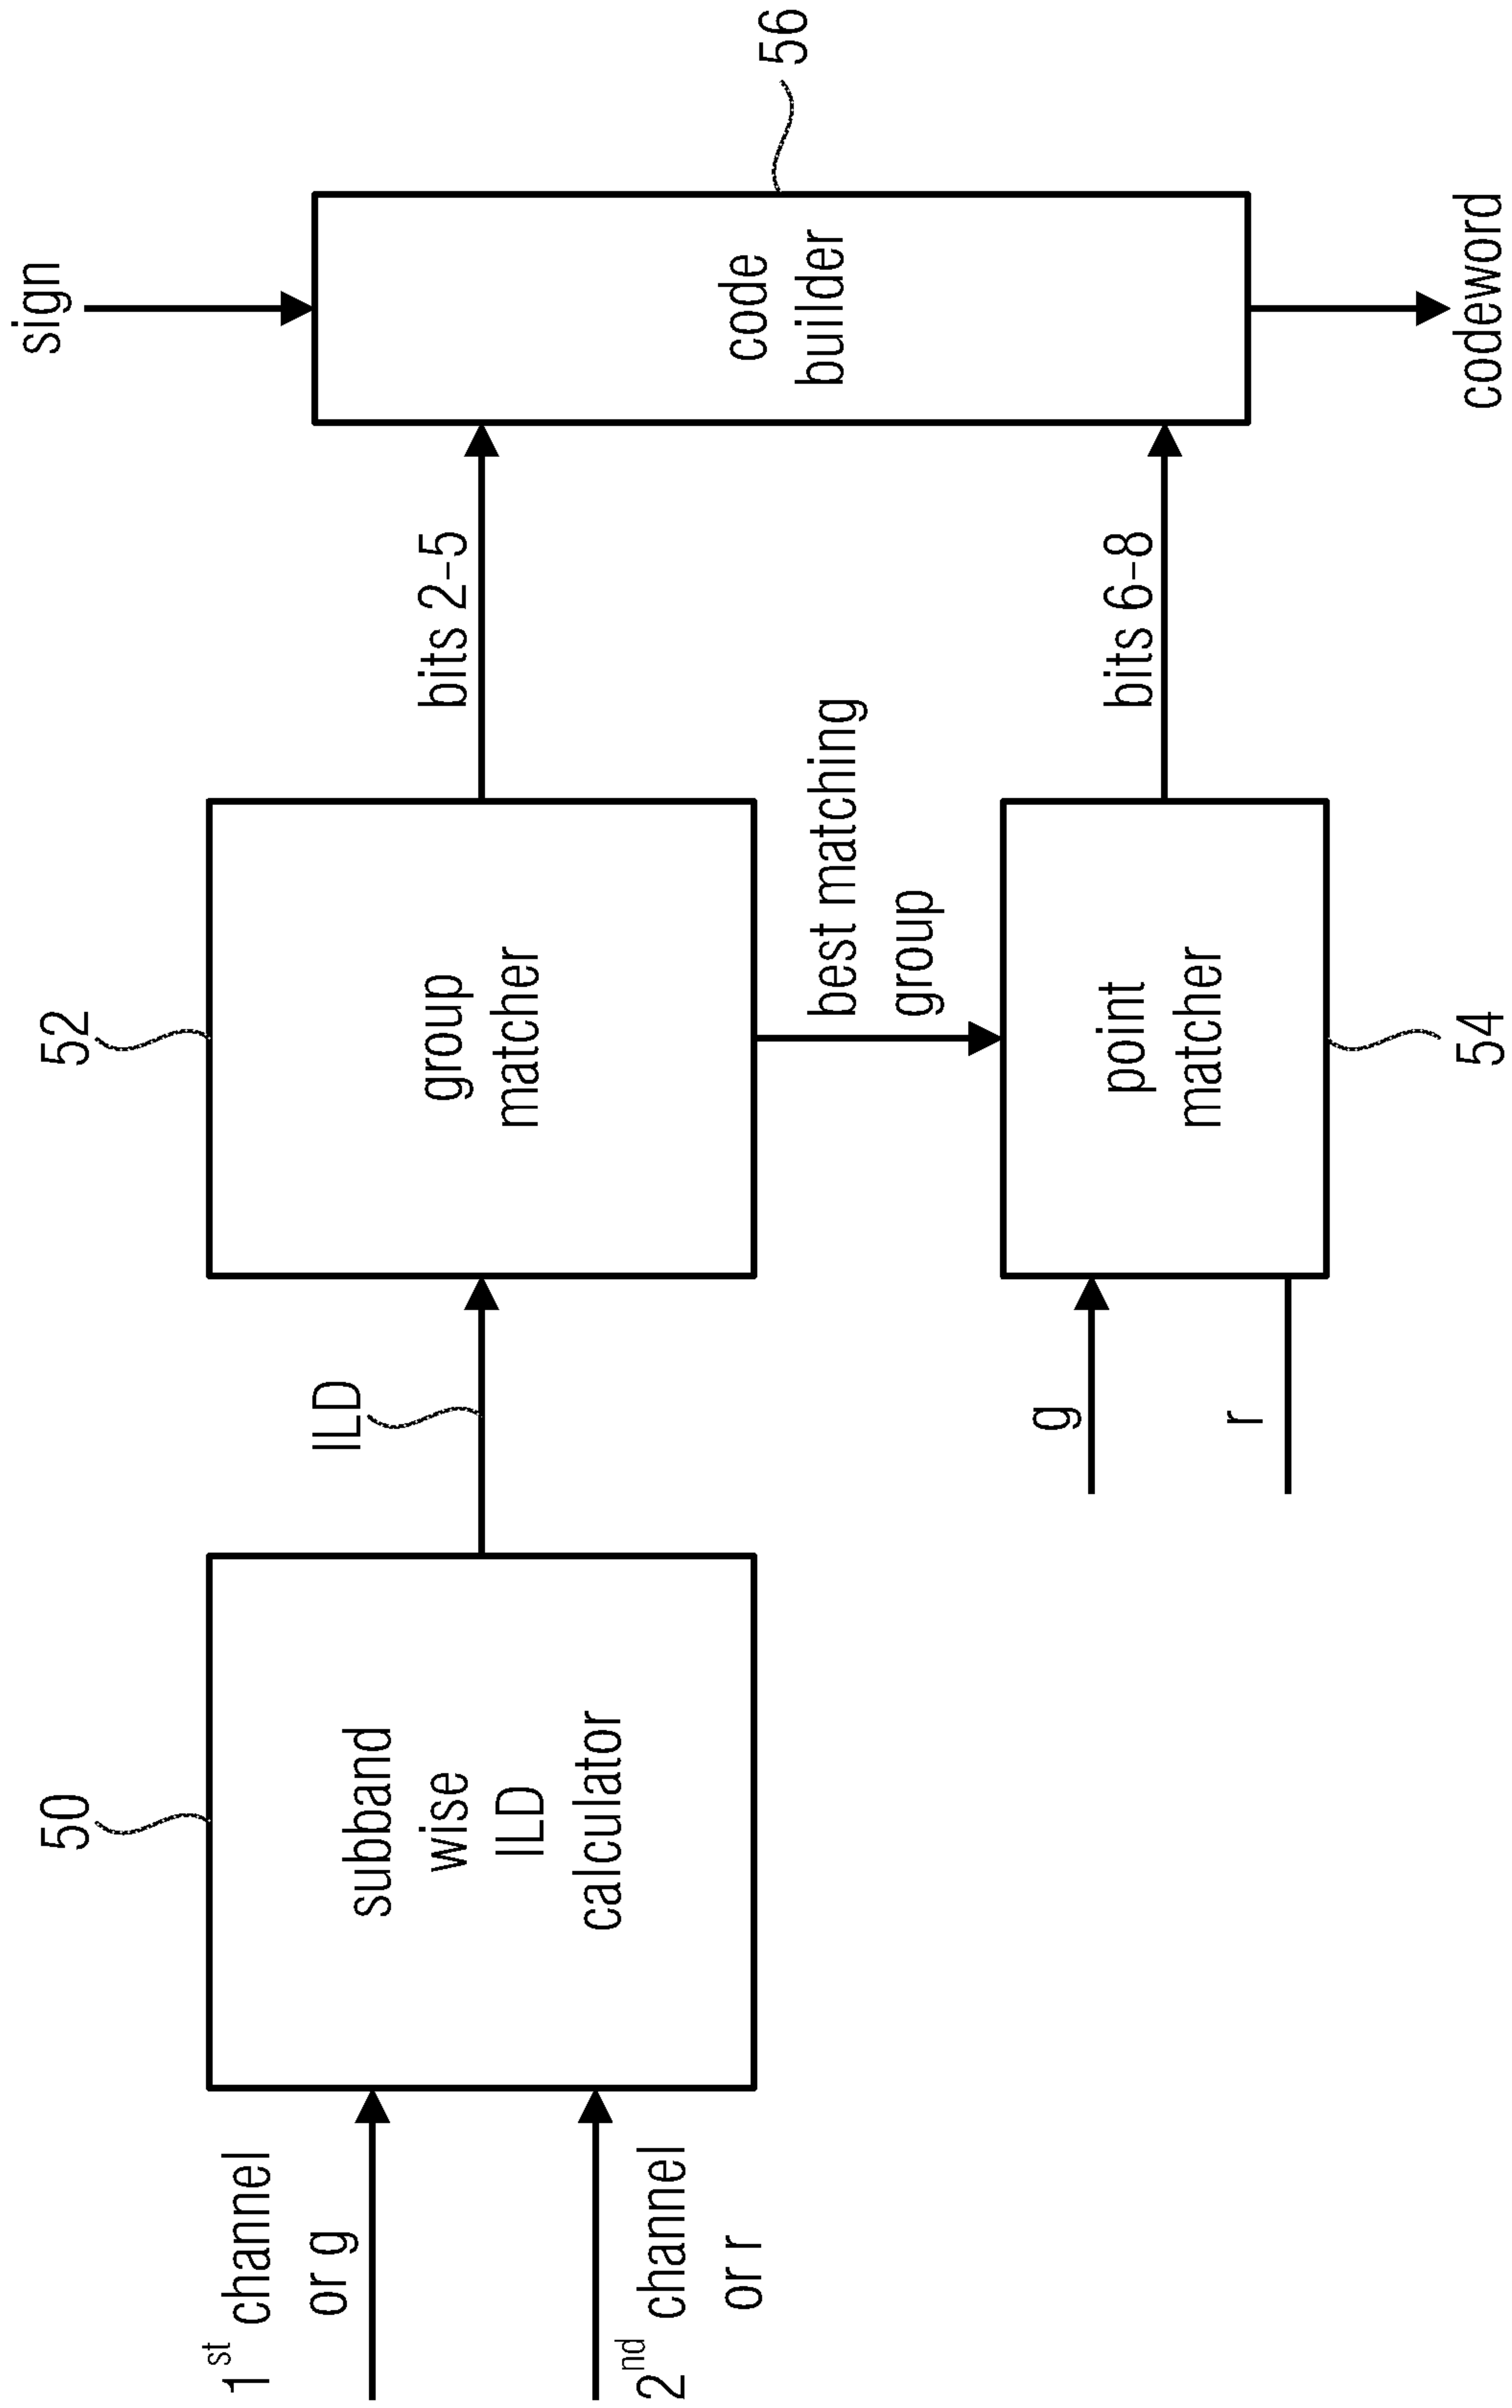 50
1st channel
or g
2nd channel
or r
subband
wise
ILD
calculator
ILD
52
group
matcher
best matching
group
g
r
point
matcher
54
bits 2-5
bits 6-8
sign
code
builder
56
codeword